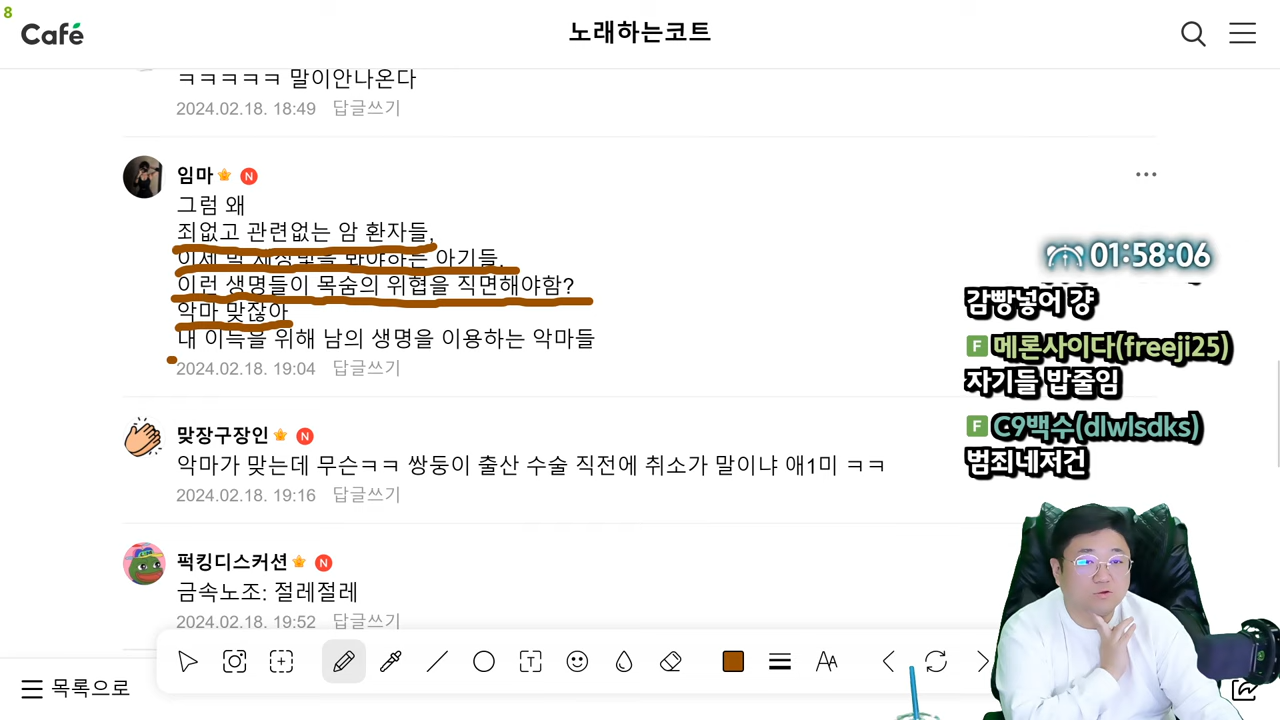 8
Café
노래하는코트
ㅋㅋㅋㅋㅋ 말이안나온다
2024.02.18. 18:49 답글쓰기
임마 N
그럼 왜
죄없고 관련없는 암 환자들,
이제 막 세상빛을 봐야하는 아기들,
이런 생명들이 목숨의 위협을 직면해야함?
악마 맞잖아
내 이득을 위해 남의 생명을 이용하는 악마들
2024.02.18. 19:04 답글쓰기
맞장구장인 N
악마가 맞는데 무슨ㅋㅋ 쌍둥이 출산 수술 직전에 취소가 말이냐 애1미 ㅋㅋ
2024.02.18. 19:16 답글쓰기
퍽킹디스커션 N
금속노조: 절레절레
2024.02.18. 19:52 답글쓰기
목록으로
01:58:06
감빵넣어 걍
F 메론사이다(freeji25)
자기들 밥줄임
F C9백수(dlwlsdks)
범죄네저건